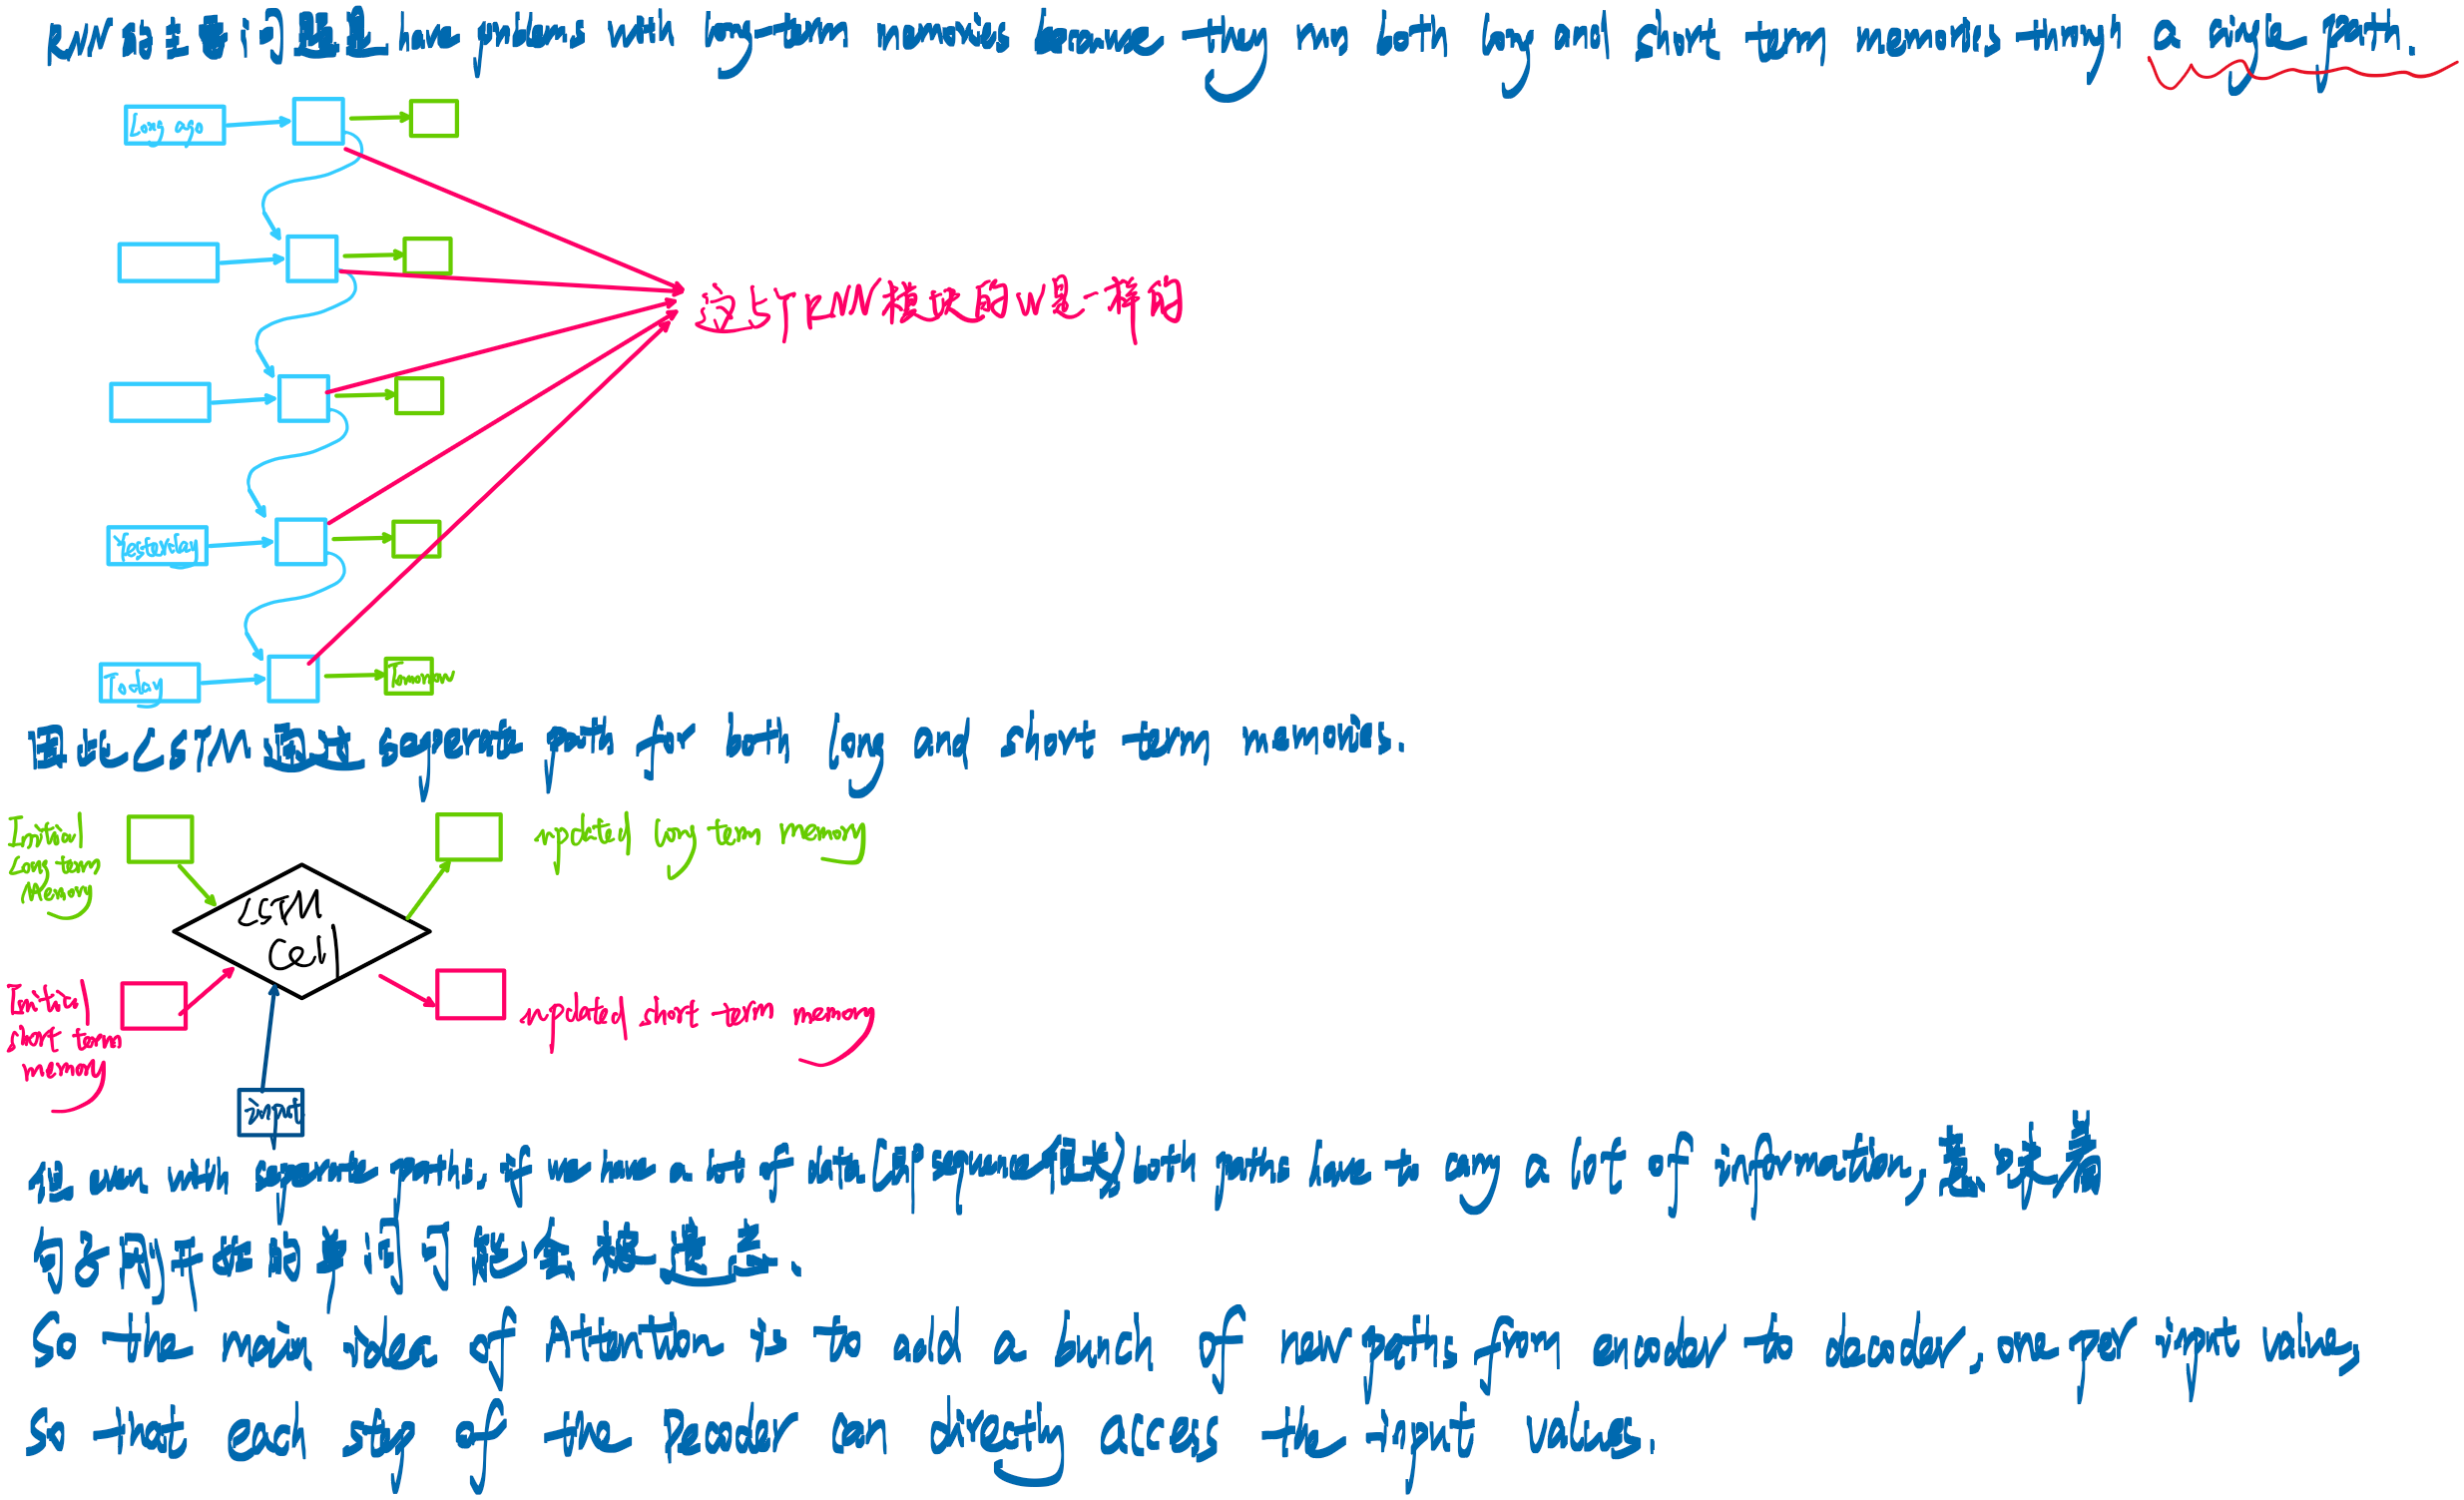 RNN的主要问题是 have problems with long-term memories because they run both long and short term memories through a single path.
Long ago
这5个RNN模块的W是一样的
Yesterday
Today
Tomorrow
因此LSTM通过 seperate path for both long and short term memories.
Initial
Long term
Memory
updated long term memory
LSTM
Cell
Initial
short term
memory
updated short term memory
input
但 even with seperate paths, if we have a lot of data(即sequence很长) both paths have to carry a lot of information, 意味着
句子刚开始的单词可能会被遗忘.
So the main idea of Attention is to add a bunch of new paths from encoder to decoder, one per input value,
so that each step of the Decoder can directly access the input values.